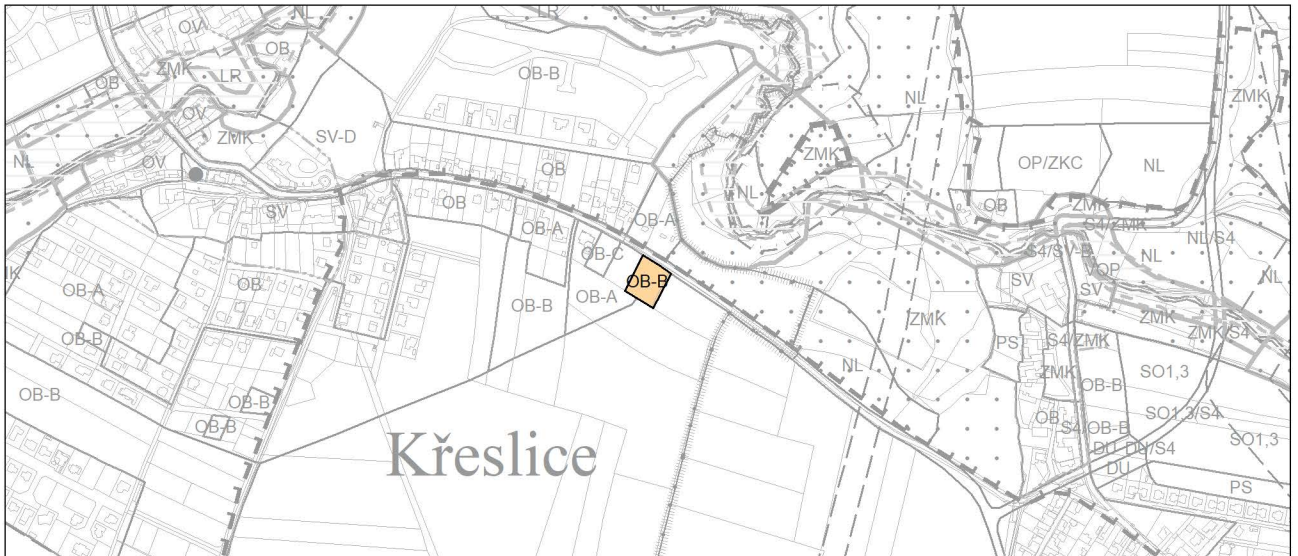 OV
LR
NL
OB
ZMK
LR
OB-B
NL
ZMK
OB
OV
ZMK
SV-D
NL
OV
OB
ZMK
OP/ZKC
NL
NL
SV
OB
OB-A
OB-A
OB
ZMK
S4/ZMK
NL/S4
OB-C
S4/SV-B
NL
VOP
OB-B
SV
SV
NL
OB-A
OB
OB-B
OB-A
ZMK
ZMK
ZMK/S4
OB-B
PS
S4/ZMK
NL
ZMK
OB-B
SO1,3
OB-B
OB-B
OB-B
SO1,3/S4
OB
S4/OB-B
SO1,3
Křeslice
DU
DU/S4
DU
PS